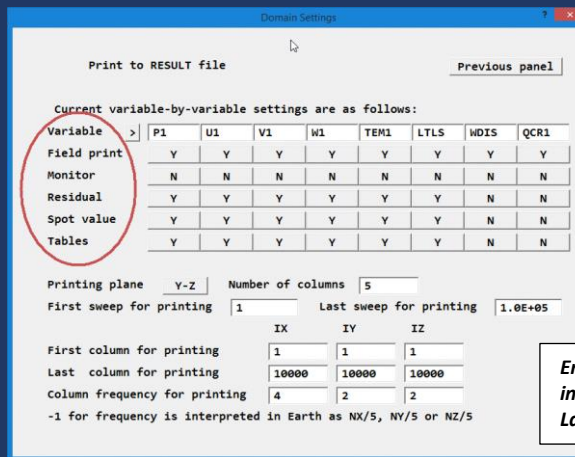 Domain Settings ? ×
Print to RESULT file Previous panel
Current variable-by-variable settings are as follows:
Variable > P1 U1 V1 W1 TEM1 LTLS WDIS QCR1
Field print Y Y Y Y Y Y Y Y
Monitor N N N N N N N N
Residual Y Y Y Y Y Y N N
Spot value Y Y Y Y Y Y N N
Tables Y Y Y Y Y Y N N
Printing plane Y-Z Number of columns 5
First sweep for printing 1 Last sweep for printing 1.0E+05
IX IY IZ
First column for printing 1 1 1
Last column for printing 10000 10000 10000
Column frequency for printing 4 2 2
-1 for frequency is interpreted in Earth as NX/5, NY/5 or NZ/5